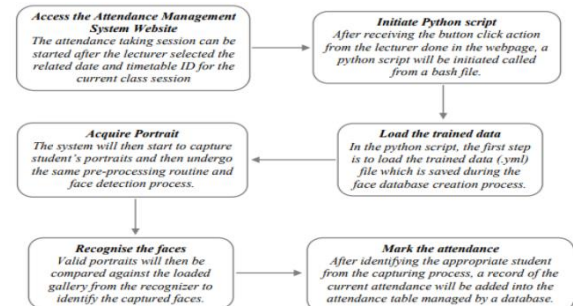 Access the Attendance Management
System Website
The attendance taking session can be
started after the lecturer selected the
related date and timetable ID for the
current class session
Initiate Python script
After receiving the button click action
from the lecturer done in the webpage, a
python script will be initiated called
from a bash file.
Acquire Portrait
The system will then start to capture
student's portraits and then undergo
the same pre-processing routine and
face detection process.
Load the trained data
In the python script, the first step
is to load the trained data (.yml)
file which is saved during the
face database creation process.
Recognise the faces
Valid portraits will then be
compared against the loaded
gallery from the recognizer to
identify the captured faces.
Mark the attendance
After identifying the appropriate student
from the capturing process, a record of the
current attendance will be added into the
attendance table managed by a database.